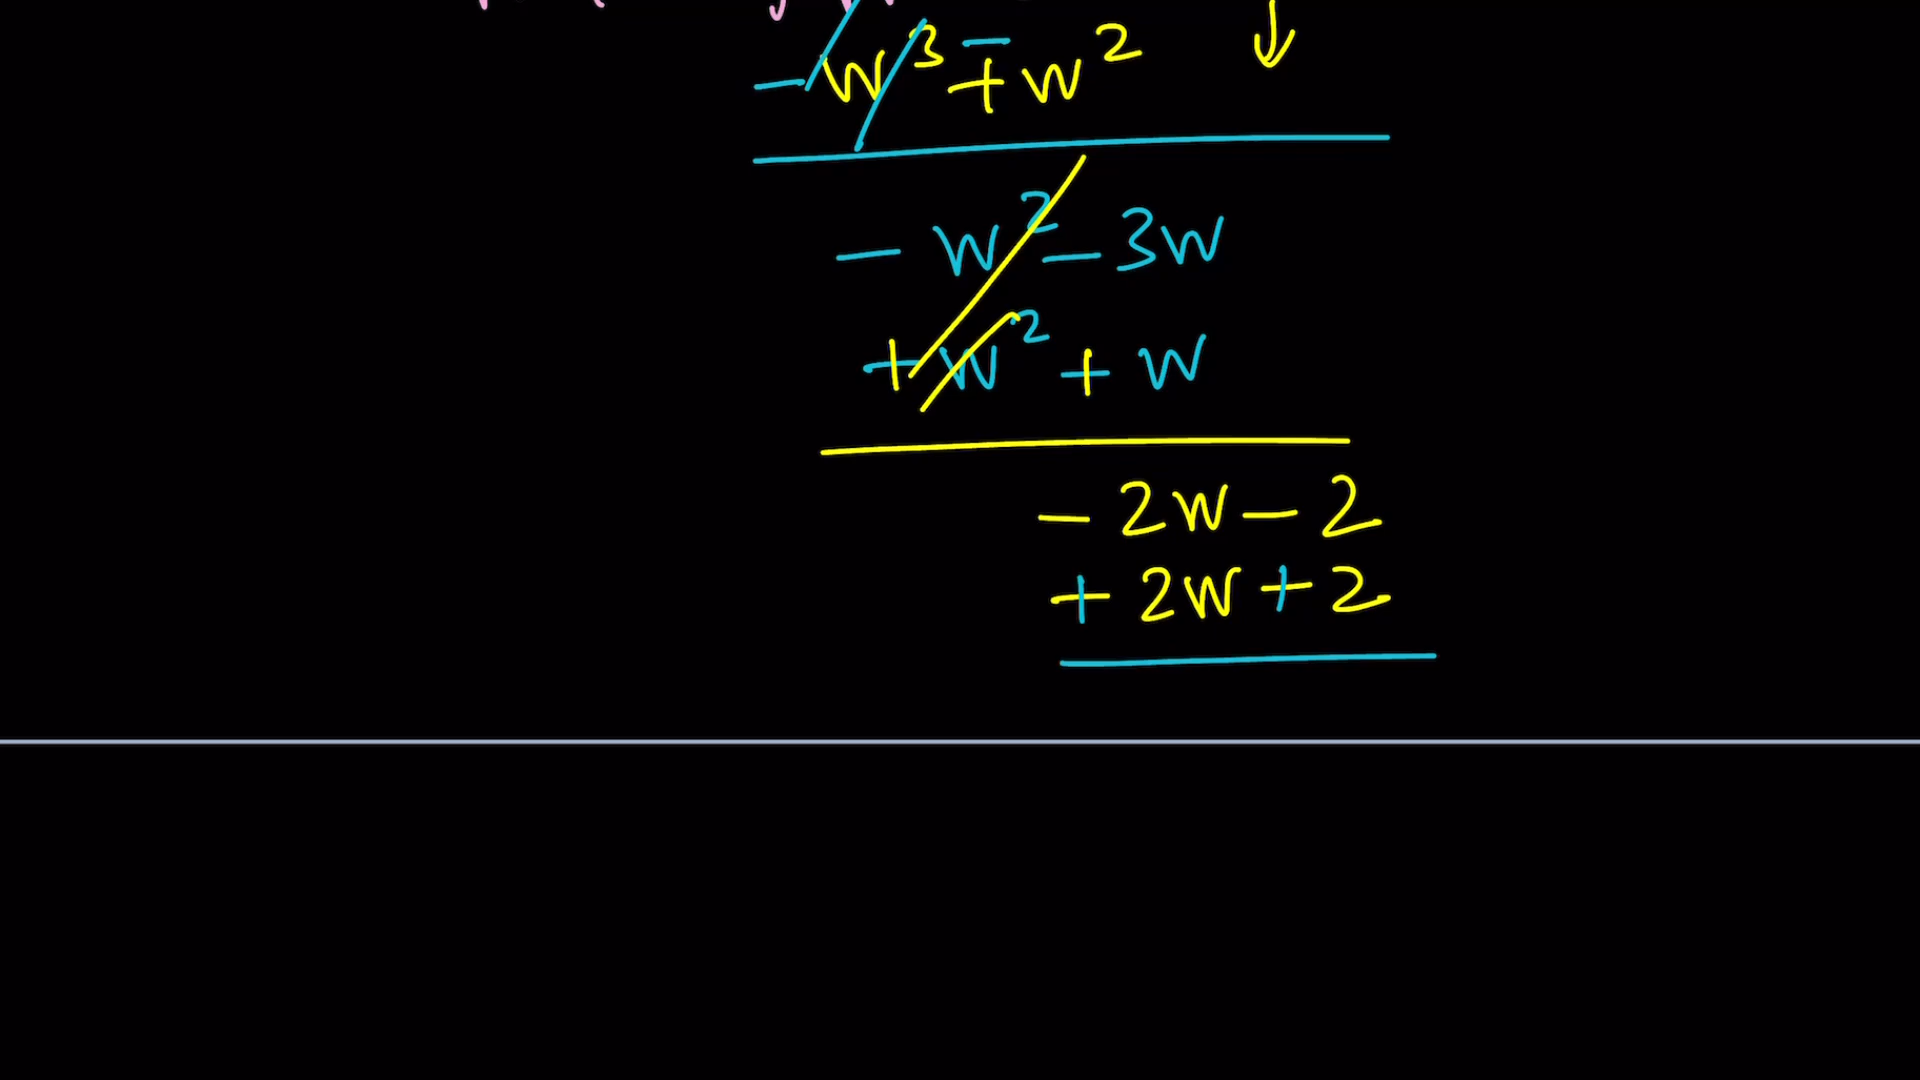 - w³ + w²
- w² - 3w
+ w² + w
- 2w - 2
+ 2w + 2